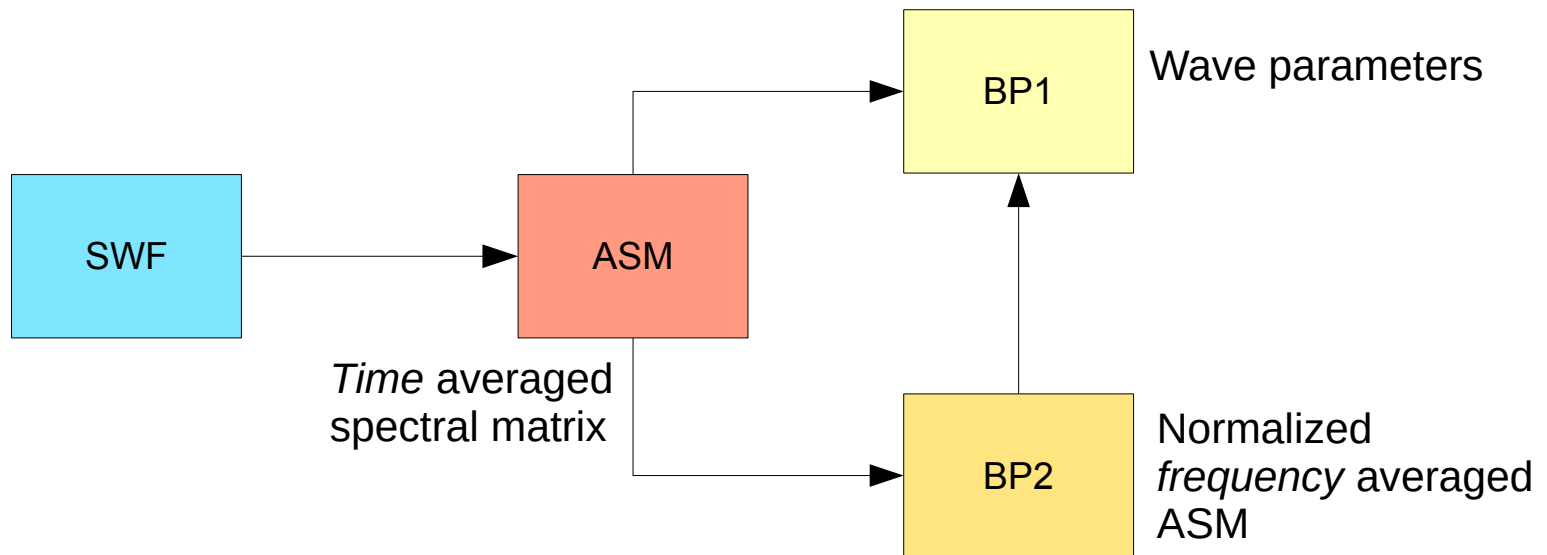 BP1
Wave parameters
SWF
ASM
Time averaged
spectral matrix
BP2
Normalized
frequency averaged
ASM